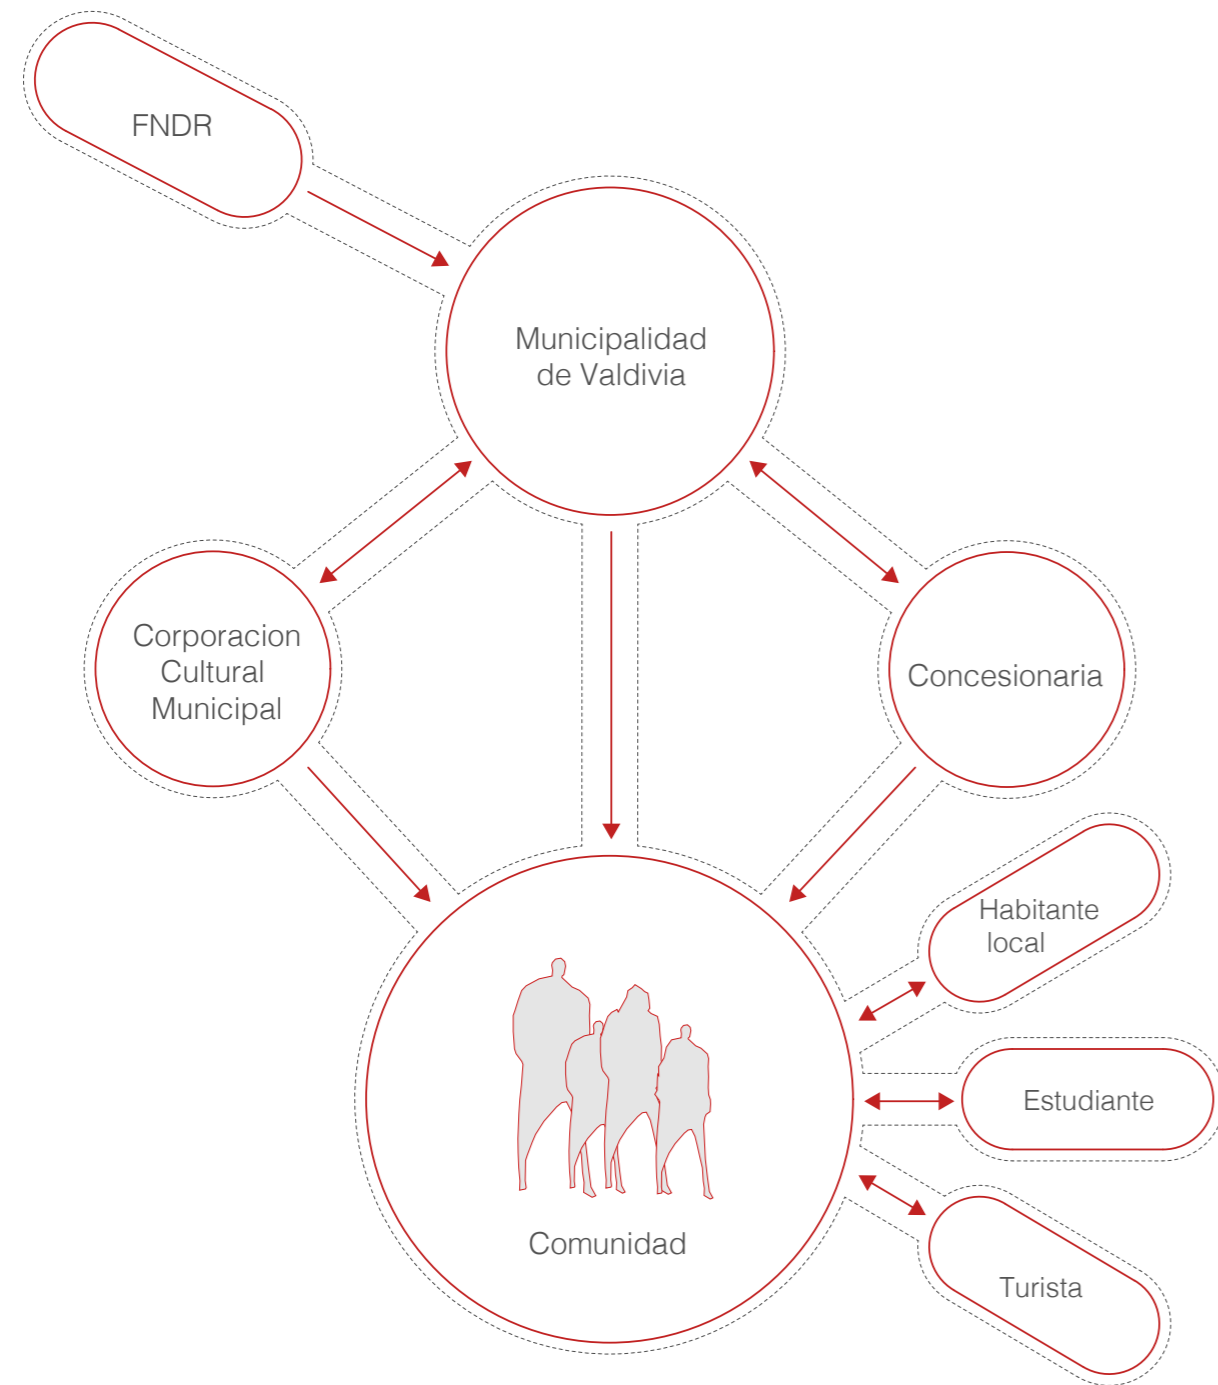 FNDR
Municipalidad
de Valdivia
Corporacion
Cultural
Municipal
Concesionaria
Habitante
local
Estudiante
Comunidad
Turista